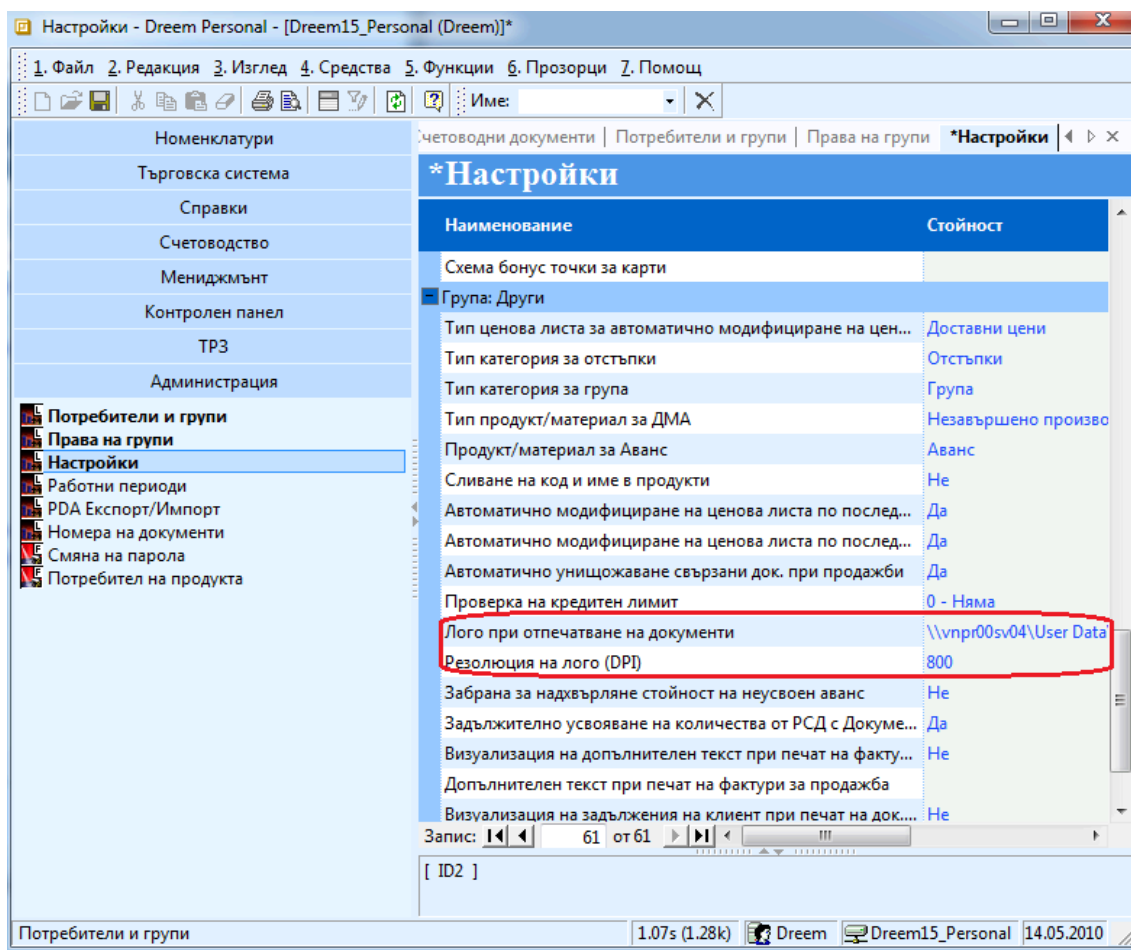 Настройки - Dreem Personal - [Dreem15_Personal (Dreem)]*
1. Файл 2. Редакция 3. Изглед 4. Средства 5. Функции 6. Прозорци 7. Помощ
Име:
Номенклатури
Търговска система
Справки
Счетоводство
Мениджмънт
Контролен панел
ТРЗ
Администрация
Потребители и групи
Права на групи
Настройки
Работни периоди
PDA Експорт/Импорт
Номера на документи
Смяна на парола
Потребител на продукта
четоводни документи | Потребители и групи | Права на групи *Настройки
*Настройки
Наименование Стойност
Схема бонус точки за карти
Група: Други
Тип ценова листа за автоматично модифициране на цен... Доставни цени
Тип категория за отстъпки Отстъпки
Тип категория за група Група
Тип продукт/материал за ДМА Незавършено произво
Продукт/материал за Аванс Аванс
Сливане на код и име в продукти Не
Автоматично модифициране на ценова листа по послед... Да
Автоматично модифициране на ценова листа по послед... Да
Автоматично унищожаване свързани док. при продажби Да
Проверка на кредитен лимит 0 - Няма
Лого при отпечатване на документи \\vnpr00sv04\User Data\
Резолюция на лого (DPI) 800
Забрана за надхвърляне стойност на неусвоен аванс Не
Задължително усвояване на количества от РСД с Докуме... Да
Визуализация на допълнителен текст при печат на факту... Не
Допълнителен текст при печат на фактури за продажба
Визуализация на задължения на клиент при печат на док.... Не
Запис: 61 от 61
[ ID2 ]
Потребители и групи 1.07s (1.28k) Dreem Dreem15_Personal 14.05.2010